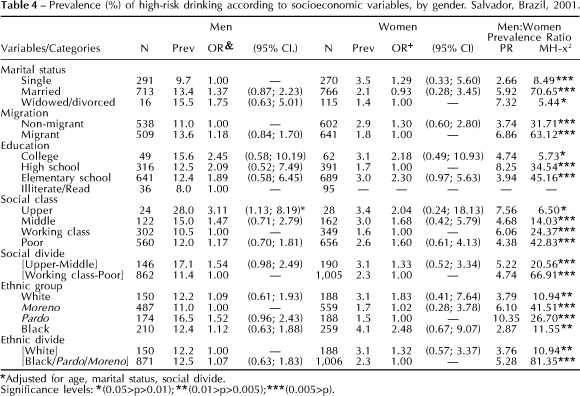 Table 4 – Prevalence (%) of high-risk drinking according to socioeconomic variables, by gender. Salvador, Brazil, 2001.
Men Women Men:Women
Prevalence Ratio
Variables/Categories N Prev OR& (95% CI.) N Prev OR+ (95% CI.) PR MH-x²
Marital status
Single 291 9.7 1.00 — 270 3.5 1.29 (0.33; 5.60) 2.66 8.49***
Married 713 13.4 1.37 (0.87; 2.23) 766 2.1 0.93 (0.28; 3.45) 5.92 70.65***
Widowed/divorced 16 15.5 1.75 (0.63; 5.01) 115 1.4 1.00 — 7.32 5.44*
Migration
Non-migrant 538 11.0 1.00 — 602 2.9 1.30 (0.60; 2.80) 3.74 31.71***
Migrant 509 13.6 1.18 (0.84; 1.70) 641 1.8 1.00 — 6.86 63.12***
Education
College 49 15.6 2.45 (0.58; 10.19) 62 3.1 2.18 (0.49; 10.93) 4.74 5.73*
High school 316 12.5 2.09 (0.52; 7.49) 391 1.7 1.00 — 8.25 34.54***
Elementary school 641 12.4 1.89 (0.58; 6.45) 689 3.0 2.30 (0.97; 5.63) 3.94 45.16***
Illiterate/Read 36 8.0 1.00 — 95 — — — — —
Social class
Upper 24 28.0 3.11 (1.13; 8.19)* 28 3.4 2.04 (0.24; 18.13) 7.56 6.50*
Middle 122 15.0 1.47 (0.71; 2.79) 162 3.0 1.68 (0.42; 5.79) 4.68 14.03***
Working class 302 10.5 1.00 — 349 1.6 1.00 — 6.06 24.37***
Poor 560 12.0 1.17 (0.70; 1.81) 656 2.6 1.60 (0.61; 4.13) 4.38 42.83***
Social divide
[Upper-Middle] 146 17.1 1.54 (0.98; 2.49) 190 3.1 1.33 (0.52; 3.34) 5.22 20.56***
[Working class-Poor] 862 11.4 1.00 — 1,005 2.3 1.00 — 4.74 66.91***
Ethnic group
White 150 12.2 1.09 (0.61; 1.93) 188 3.1 1.83 (0.41; 7.64) 3.79 10.94**
Moreno 487 11.0 1.00 — 559 1.7 1.02 (0.28; 3.78) 6.10 41.51***
Pardo 174 16.5 1.52 (0.96; 2.43) 188 1.5 1.00 — 10.35 26.70***
Black 210 12.4 1.12 (0.63; 1.88) 259 4.1 2.48 (0.67; 9.07) 2.87 11.55**
Ethnic divide
[White] 150 12.2 1.00 — 188 3.1 1.32 (0.57; 3.37) 3.76 10.94**
[Black/Pardo/Moreno] 871 12.5 1.07 (0.63; 1.83) 1,006 2.3 1.00 — 5.28 81.35***
*Adjusted for age, marital status, social divide.
Significance levels: *(0.05>p>0.01); **(0.01>p>0.005); ***(0.005>p).